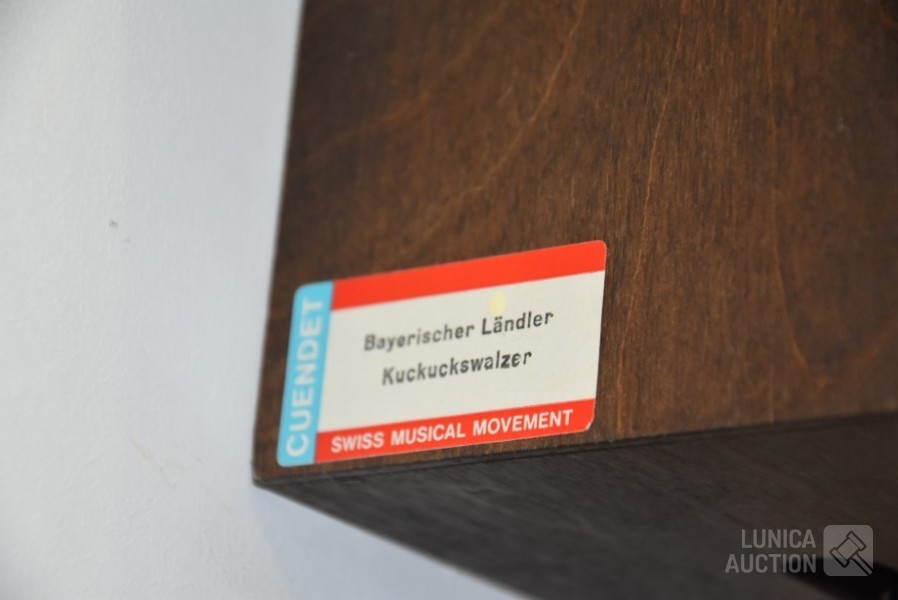 CUENDET
Bayerischer Ländler
Kuckuckswalzer
SWISS MUSICAL MOVEMENT
LUNICA
AUCTION